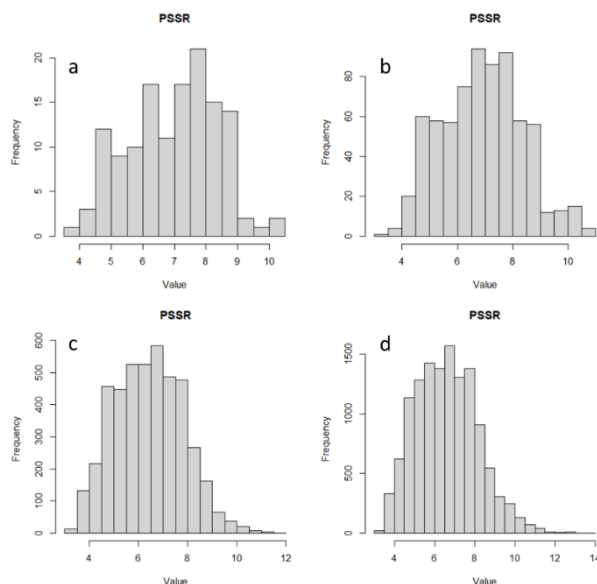 PSSR
a
Frequency
0 5 10 15 20
4 5 6 7 8 9 10
Value
PSSR
b
Frequency
0 20 40 60 80
4 6 8 10
Value
PSSR
c
Frequency
0 100 200 300 400 500 600
4 6 8 10 12
Value
PSSR
d
Frequency
0 500 1000 1500
4 6 8 10 12 14
Value